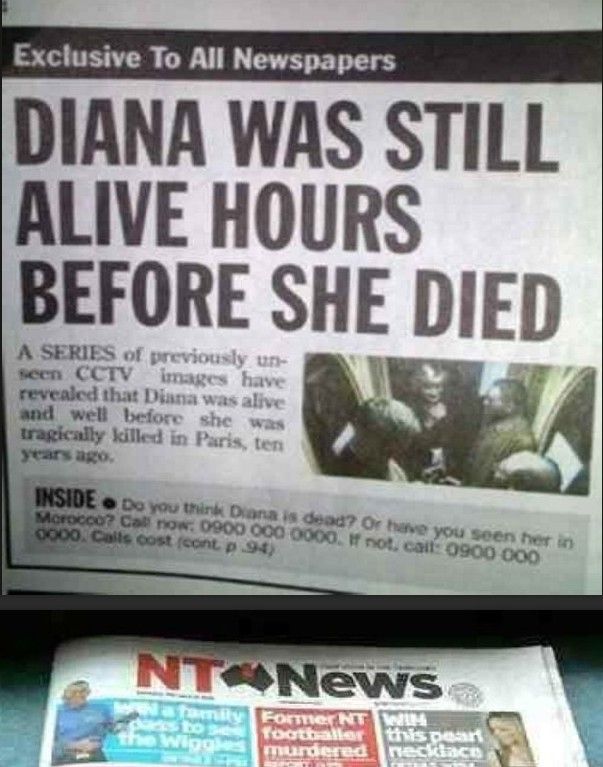 Exclusive To All Newspapers
DIANA WAS STILL
ALIVE HOURS
BEFORE SHE DIED
A SERIES of previously un-
seen CCTV images have
revealed that Diana was alive
and well before she was
tragically killed in Paris, ten
years ago.
INSIDE ● Do you think Diana is dead? Or have you seen her in
Morocco? Call now: 0900 000 0000. If not, call: 0900 000
0000. Calls cost (cont. p .94)
NT News
WIN a family
pass to see
the Wiggles
Former NT
footballer
murdered
WIN
this pearl
necklace